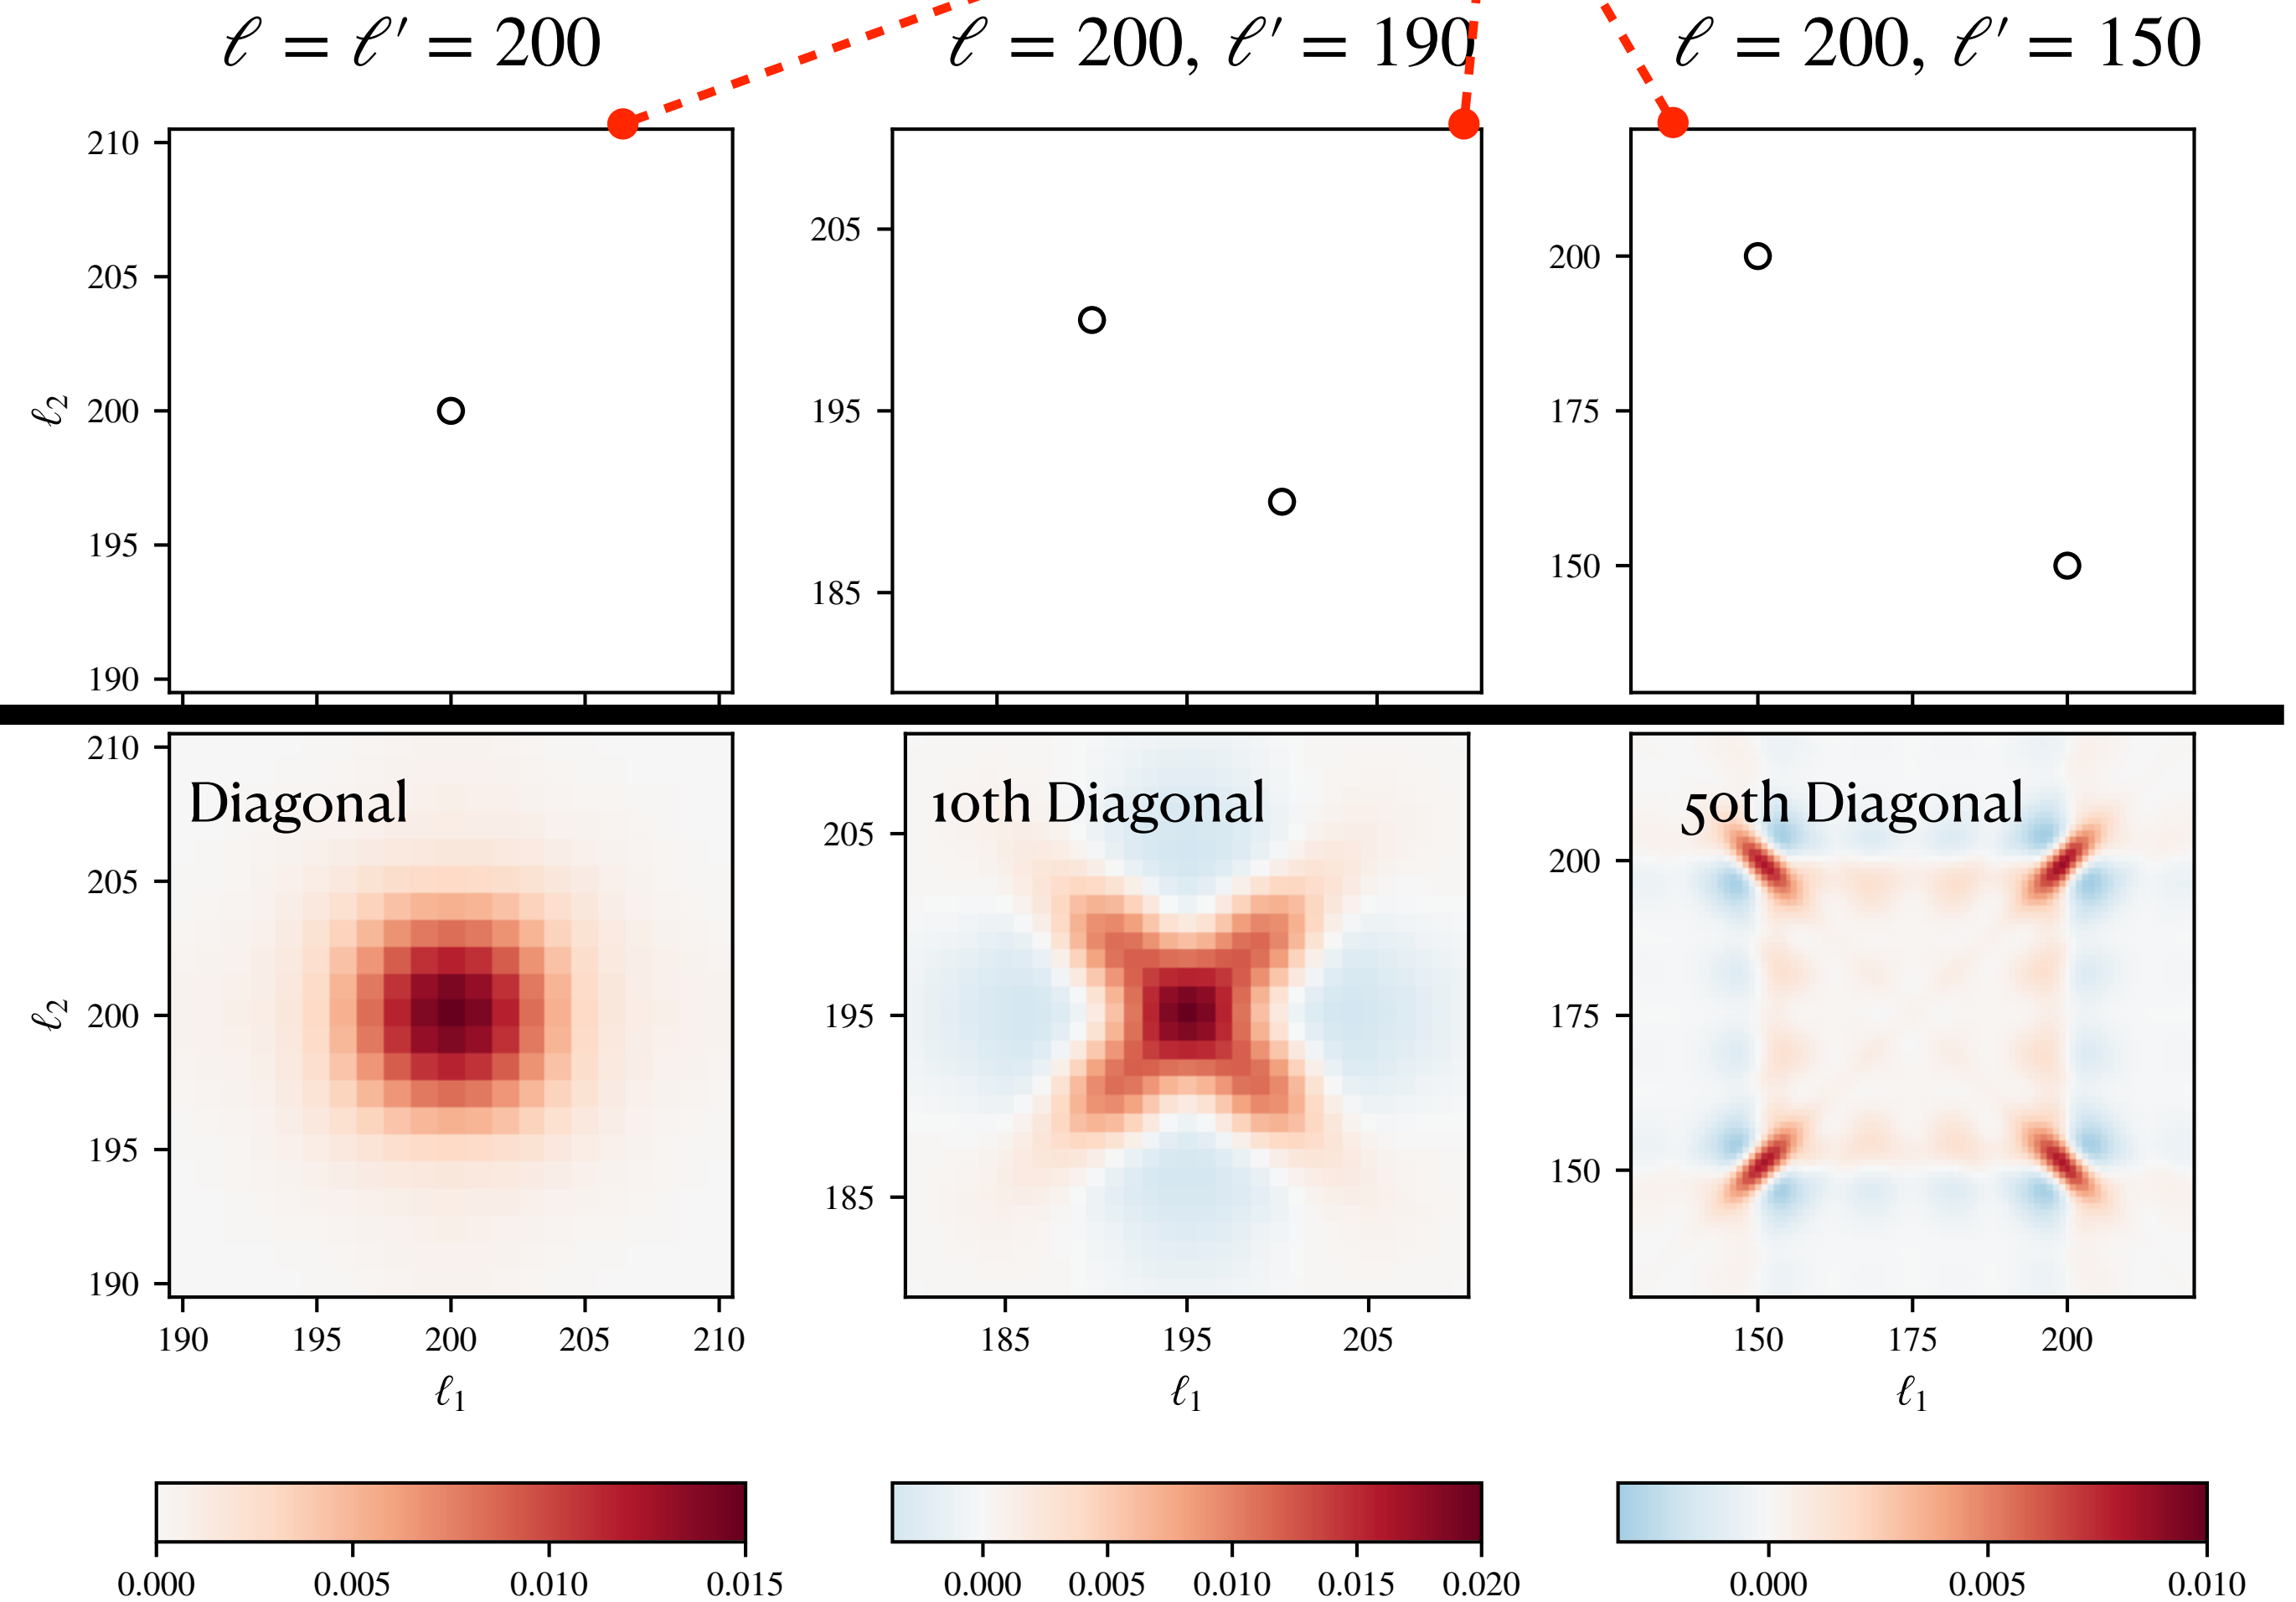 ℓ = ℓ′ = 200
ℓ = 200, ℓ′ = 190
ℓ = 200, ℓ′ = 150
210
205
200
195
190
ℓ2
205
195
185
200
175
150
Diagonal
210
205
200
195
190
ℓ2
190 195 200 205 210
ℓ1
10th Diagonal
205
195
185
185 195 205
ℓ1
50th Diagonal
200
175
150
150 175 200
ℓ1
0.000 0.005 0.010 0.015
0.000 0.005 0.010 0.015 0.020
0.000 0.005 0.010